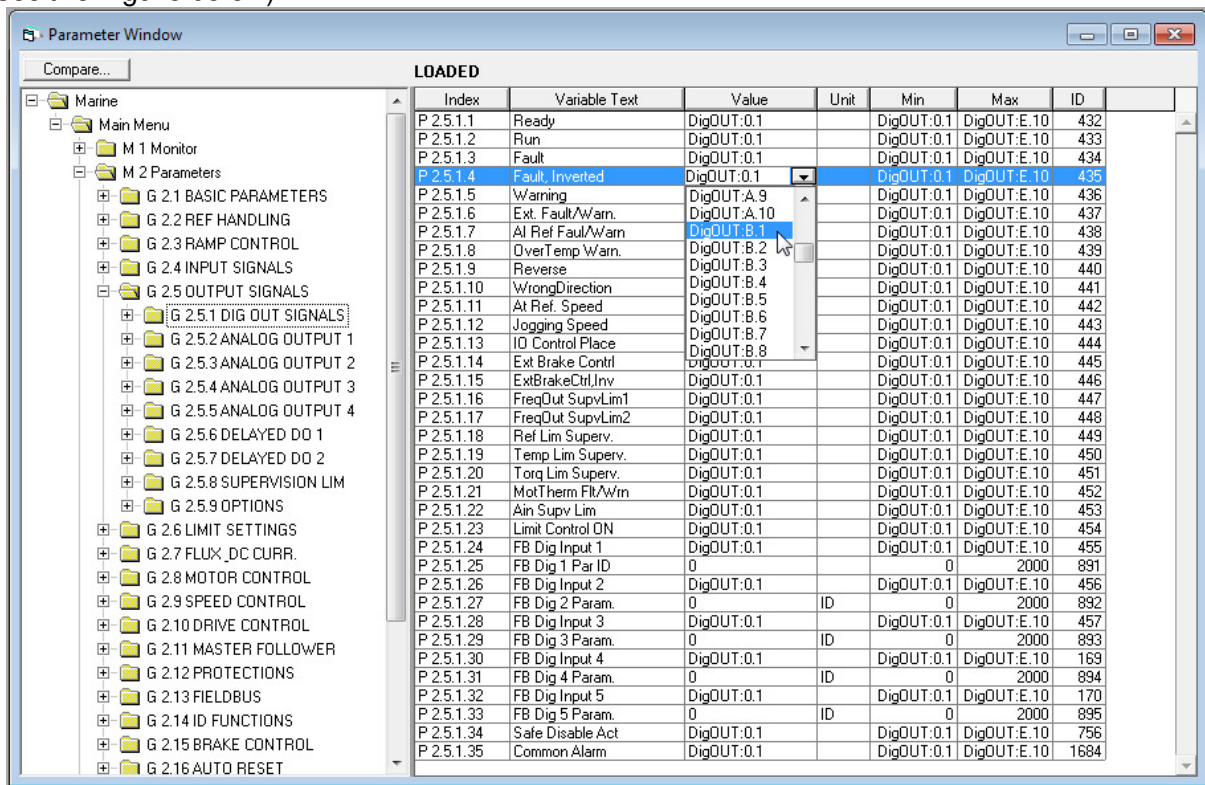 Parameter Window
Compare... LOADED
Marine
Main Menu
M 1 Monitor
M 2 Parameters
G 2.1 BASIC PARAMETERS
G 2.2 REF HANDLING
G 2.3 RAMP CONTROL
G 2.4 INPUT SIGNALS
G 2.5 OUTPUT SIGNALS
G 2.5.1 DIG OUT SIGNALS
G 2.5.2 ANALOG OUTPUT 1
G 2.5.3 ANALOG OUTPUT 2
G 2.5.4 ANALOG OUTPUT 3
G 2.5.5 ANALOG OUTPUT 4
G 2.5.6 DELAYED DO 1
G 2.5.7 DELAYED DO 2
G 2.5.8 SUPERVISION LIM
G 2.5.9 OPTIONS
G 2.6 LIMIT SETTINGS
G 2.7 FLUX_DC CURR.
G 2.8 MOTOR CONTROL
G 2.9 SPEED CONTROL
G 2.10 DRIVE CONTROL
G 2.11 MASTER FOLLOWER
G 2.12 PROTECTIONS
G 2.13 FIELDBUS
G 2.14 ID FUNCTIONS
G 2.15 BRAKE CONTROL
G 2.16 AUTO RESET
Index Variable Text Value Unit Min Max ID
P 2.5.1.1 Ready DigOUT:0.1 DigOUT:0.1 DigOUT:E.10 432
P 2.5.1.2 Run DigOUT:0.1 DigOUT:0.1 DigOUT:E.10 433
P 2.5.1.3 Fault DigOUT:0.1 DigOUT:0.1 DigOUT:E.10 434
P 2.5.1.4 Fault, Inverted DigOUT:0.1 DigOUT:0.1 DigOUT:E.10 435
P 2.5.1.5 Warning DigOUT:0.1 DigOUT:E.10 436
P 2.5.1.6 Ext. Fault/Warn. DigOUT:0.1 DigOUT:E.10 437
P 2.5.1.7 AI Ref Faul/Warn DigOUT:0.1 DigOUT:E.10 438
P 2.5.1.8 OverTemp Warn. DigOUT:0.1 DigOUT:E.10 439
P 2.5.1.9 Reverse DigOUT:0.1 DigOUT:E.10 440
P 2.5.1.10 WrongDirection DigOUT:0.1 DigOUT:E.10 441
P 2.5.1.11 At Ref. Speed DigOUT:0.1 DigOUT:E.10 442
P 2.5.1.12 Jogging Speed DigOUT:0.1 DigOUT:E.10 443
P 2.5.1.13 IO Control Place DigOUT:0.1 DigOUT:E.10 444
DigOUT:A.9
DigOUT:A.10
DigOUT:B.1
DigOUT:B.2
DigOUT:B.3
DigOUT:B.4
DigOUT:B.5
DigOUT:B.6
DigOUT:B.7
DigOUT:B.8
P 2.5.1.14 Ext Brake Contrl DigOUT:0.1 DigOUT:0.1 DigOUT:E.10 445
P 2.5.1.15 ExtBrakeCtrl,Inv DigOUT:0.1 DigOUT:0.1 DigOUT:E.10 446
P 2.5.1.16 FreqOut SupvLim1 DigOUT:0.1 DigOUT:0.1 DigOUT:E.10 447
P 2.5.1.17 FreqOut SupvLim2 DigOUT:0.1 DigOUT:0.1 DigOUT:E.10 448
P 2.5.1.18 Ref Lim Superv. DigOUT:0.1 DigOUT:0.1 DigOUT:E.10 449
P 2.5.1.19 Temp Lim Superv. DigOUT:0.1 DigOUT:0.1 DigOUT:E.10 450
P 2.5.1.20 Torq Lim Superv. DigOUT:0.1 DigOUT:0.1 DigOUT:E.10 451
P 2.5.1.21 MotTherm Flt/Wrn DigOUT:0.1 DigOUT:0.1 DigOUT:E.10 452
P 2.5.1.22 Ain Supv Lim DigOUT:0.1 DigOUT:0.1 DigOUT:E.10 453
P 2.5.1.23 Limit Control ON DigOUT:0.1 DigOUT:0.1 DigOUT:E.10 454
P 2.5.1.24 FB Dig Input 1 DigOUT:0.1 DigOUT:0.1 DigOUT:E.10 455
P 2.5.1.25 FB Dig 1 Par ID 0 0 2000 891
P 2.5.1.26 FB Dig Input 2 DigOUT:0.1 DigOUT:0.1 DigOUT:E.10 456
P 2.5.1.27 FB Dig 2 Param. 0 ID 0 2000 892
P 2.5.1.28 FB Dig Input 3 DigOUT:0.1 DigOUT:0.1 DigOUT:E.10 457
P 2.5.1.29 FB Dig 3 Param. 0 ID 0 2000 893
P 2.5.1.30 FB Dig Input 4 DigOUT:0.1 DigOUT:0.1 DigOUT:E.10 169
P 2.5.1.31 FB Dig 4 Param. 0 ID 0 2000 894
P 2.5.1.32 FB Dig Input 5 DigOUT:0.1 DigOUT:0.1 DigOUT:E.10 170
P 2.5.1.33 FB Dig 5 Param. 0 ID 0 2000 895
P 2.5.1.34 Safe Disable Act DigOUT:0.1 DigOUT:0.1 DigOUT:E.10 756
P 2.5.1.35 Common Alarm DigOUT:0.1 DigOUT:0.1 DigOUT:E.10 1684